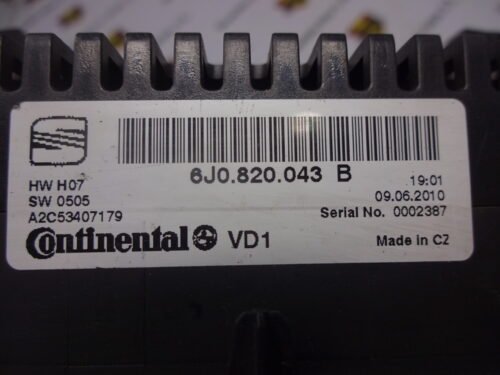 6J0.820.043 B
HW H07
SW 0505
A2C53407179
19:01
09.06.2010
Serial No. 0002387
Continental VD1
Made in CZ